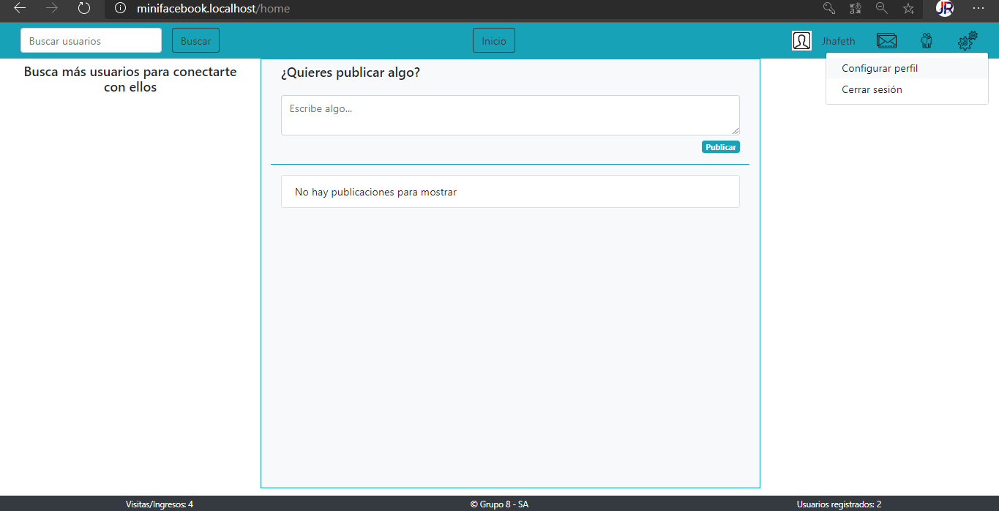 minifacebook.localhost/home
JR
Buscar usuarios
Buscar
Inicio
Jhafeth
Configurar perfil
Cerrar sesión
Busca más usuarios para conectarte
con ellos
¿Quieres publicar algo?
Escribe algo...
Publicar
No hay publicaciones para mostrar
Visitas/Ingresos: 4
© Grupo 8 - SA
Usuarios registrados: 2